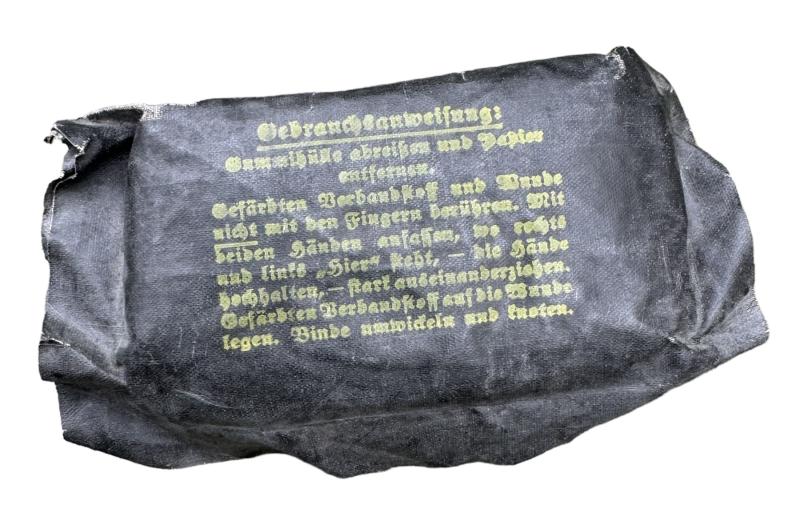 Gebrauchsanweisung:
Gummihülle abreißen und Papier
entfernen.
Gefärbten Verbandstoff und Wunde
nicht mit den Fingern berühren. Mit
beiden Händen anfassen, wo rechts
und links „Hier“ steht, – die Hände
hochhalten, – stark auseinanderziehen.
Gefärbten Verbandstoff auf die Wunde
legen. Binde umwickeln und knoten.